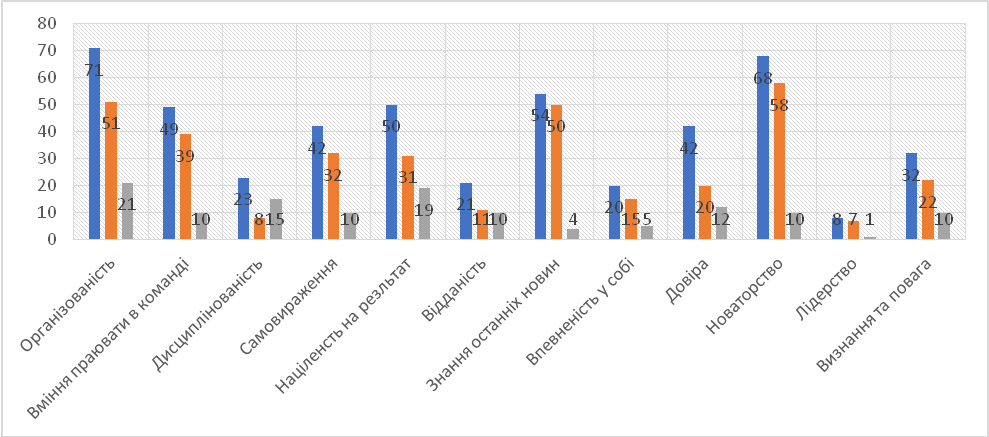 80
70
60
50
40
30
20
10
0
71 51 21
49 39 10
23 8 15
42 32 10
50 31 19
21 11 10
54 50 4
20 15 5
42 20 12
68 58 10
8 7 1
32 22 10
Організованість
Вміння праювати в команді
Дисциплінованість
Самовираження
Націленсть на резльтат
Відданість
Знання останніх новин
Впевненість у собі
Довіра
Новаторство
Лідерство
Визнання та повага